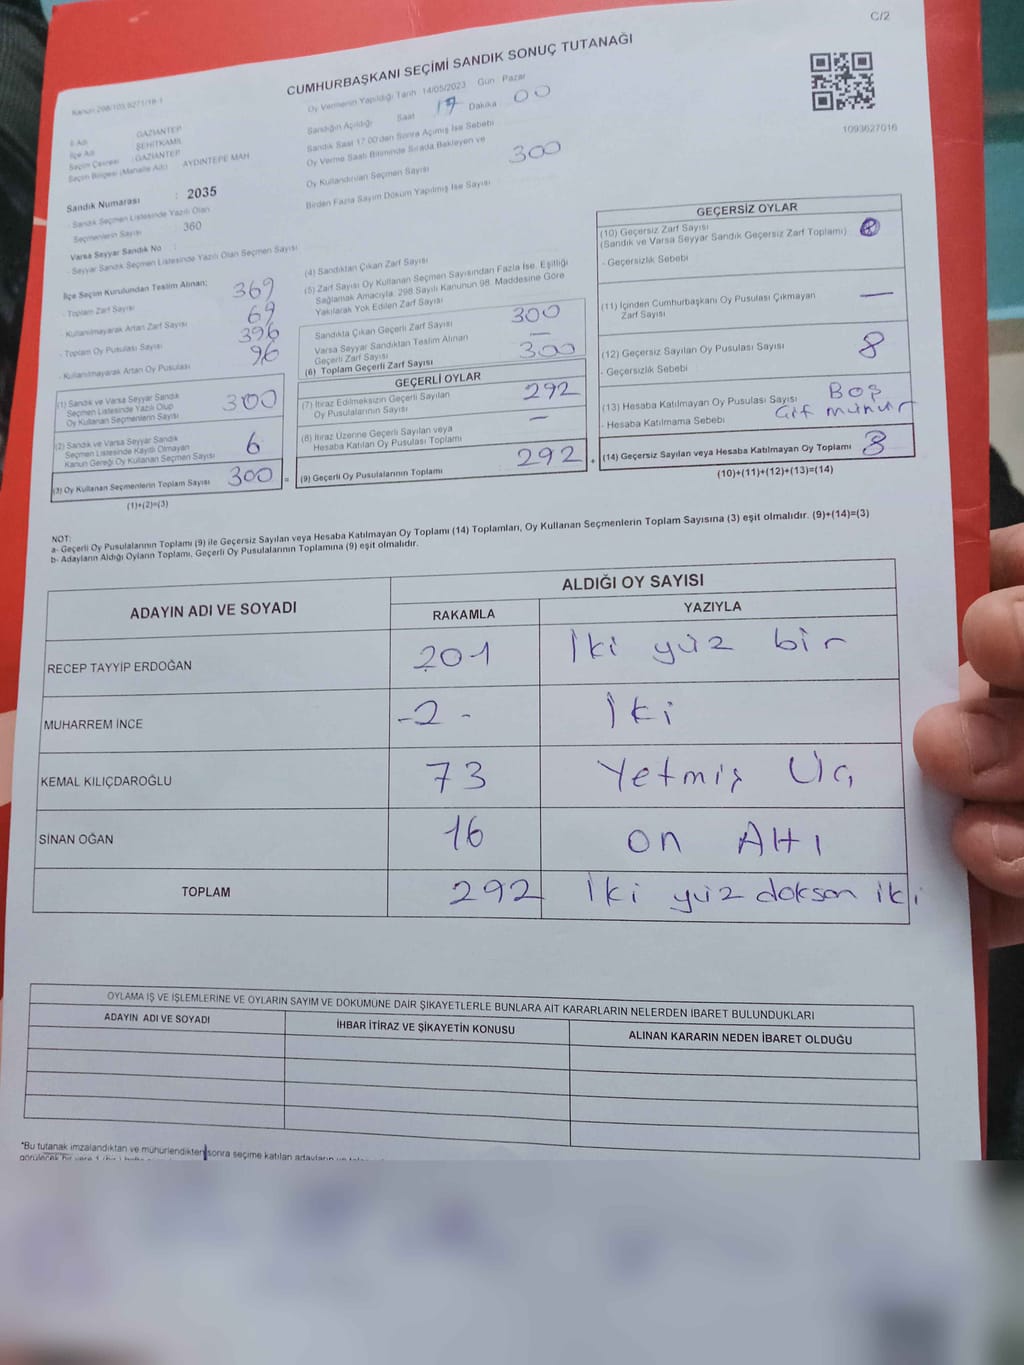 C/2
CUMHURBAŞKANI SEÇİMİ SANDIK SONUÇ TUTANAĞI
1093627016
Oy Vermenin Yapıldığı Tarih 14/05/2023 Gün Pazar
Sandığın Açıldığı Saat 17 Dakika 00
Sandık Saat 17.00'den Sonra Açılmış İse Sebebi
Oy Verme Saati Bitiminde Sırada Bekleyen ve
Oy Kullandırılan Seçmen Sayısı 300
Birden Fazla Sayım Döküm Yapılmış İse Sayısı
İl Adı GAZİANTEP
İlçe Adı ŞEHİTKAMİL
Seçim Çevresi : GAZİANTEP
Seçim Bölgesi (Mahalle Adı) : AYDINTEPE MAH.
Sandık Numarası : 2035
- Sandık Seçmen Listesinde Yazılı Olan
Seçmenlerin Sayısı 360
Varsa Seyyar Sandık No :
- Seyyar Sandık Seçmen Listesinde Yazılı Olan Seçmen Sayısı
İlçe Seçim Kurulundan Teslim Alınan;
- Toplam Zarf Sayısı 369
- Kullanılmayarak Artan Zarf Sayısı 69
- Toplam Oy Pusulası Sayısı 396
- Kullanılmayarak Artan Oy Pusulası 96
(1) Sandık ve Varsa Seyyar Sandık
Seçmen Listesinde Yazılı Olup
Oy Kullanan Seçmenlerin Sayısı 300
(2) Sandık ve Varsa Seyyar Sandık
Seçmen Listesinde Kayıtlı Olmayan
Kanun Gereği Oy Kullanan Seçmen Sayısı 6
(3) Oy Kullanan Seçmenlerin Toplam Sayısı 300 =
(1)+(2)=(3)
(4) Sandıktan Çıkan Zarf Sayısı
(5) Zarf Sayısı Oy Kullanan Seçmen Sayısından Fazla İse, Eşitliği
Sağlamak Amacıyla, 298 Sayılı Kanunun 98. Maddesine Göre
Yakılarak Yok Edilen Zarf Sayısı
Sandıkta Çıkan Geçerli Zarf Sayısı 300
Varsa Seyyar Sandıktan Teslim Alınan
Geçerli Zarf Sayısı —
(6) Toplam Geçerli Zarf Sayısı 300
GEÇERLİ OYLAR
(7) İtiraz Edilmeksizin Geçerli Sayılan
Oy Pusulalarının Sayısı 292
(8) İtiraz Üzerine Geçerli Sayılan veya
Hesaba Katılan Oy Pusulası Toplamı —
(9) Geçerli Oy Pusulalarının Toplamı 292 +
GEÇERSİZ OYLAR
(10) Geçersiz Zarf Sayısı
(Sandık ve Varsa Seyyar Sandık Geçersiz Zarf Toplamı)
- Geçersizlik Sebebi
(11) İçinden Cumhurbaşkanı Oy Pusulası Çıkmayan
Zarf Sayısı —
(12) Geçersiz Sayılan Oy Pusulası Sayısı 8
- Geçersizlik Sebebi
(13) Hesaba Katılmayan Oy Pusulası Sayısı Boş
- Hesaba Katılmama Sebebi Çift mühür
(14) Geçersiz Sayılan veya Hesaba Katılmayan Oy Toplamı 8
(10)+(11)+(12)+(13)=(14)
NOT:
a- Geçerli Oy Pusulalarının Toplamı (9) ile Geçersiz Sayılan veya Hesaba Katılmayan Oy Toplamı (14) Toplamları, Oy Kullanan Seçmenlerin Toplam Sayısına (3) eşit olmalıdır. (9)+(14)=(3)
b- Adayların Aldığı Oyların Toplamı, Geçerli Oy Pusulalarının Toplamına (9) eşit olmalıdır.
ADAYIN ADI VE SOYADI
ALDIĞI OY SAYISI
RAKAMLA YAZIYLA
RECEP TAYYİP ERDOĞAN 201 İki yüz bir
MUHARREM İNCE -2- İki
KEMAL KILIÇDAROĞLU 73 Yetmiş Üç
SİNAN OĞAN 16 on Altı
TOPLAM 292 İki yüz doksan iki
OYLAMA İŞ VE İŞLEMLERİNE VE OYLARIN SAYIM VE DÖKÜMÜNE DAİR ŞİKAYETLERLE BUNLARA AİT KARARLARIN NELERDEN İBARET BULUNDUKLARI
ADAYIN ADI VE SOYADI İHBAR İTİRAZ VE ŞİKAYETİN KONUSU ALINAN KARARIN NEDEN İBARET OLDUĞU
*Bu tutanak imzalandıktan ve mühürlendikten sonra seçime katılan adayların ve